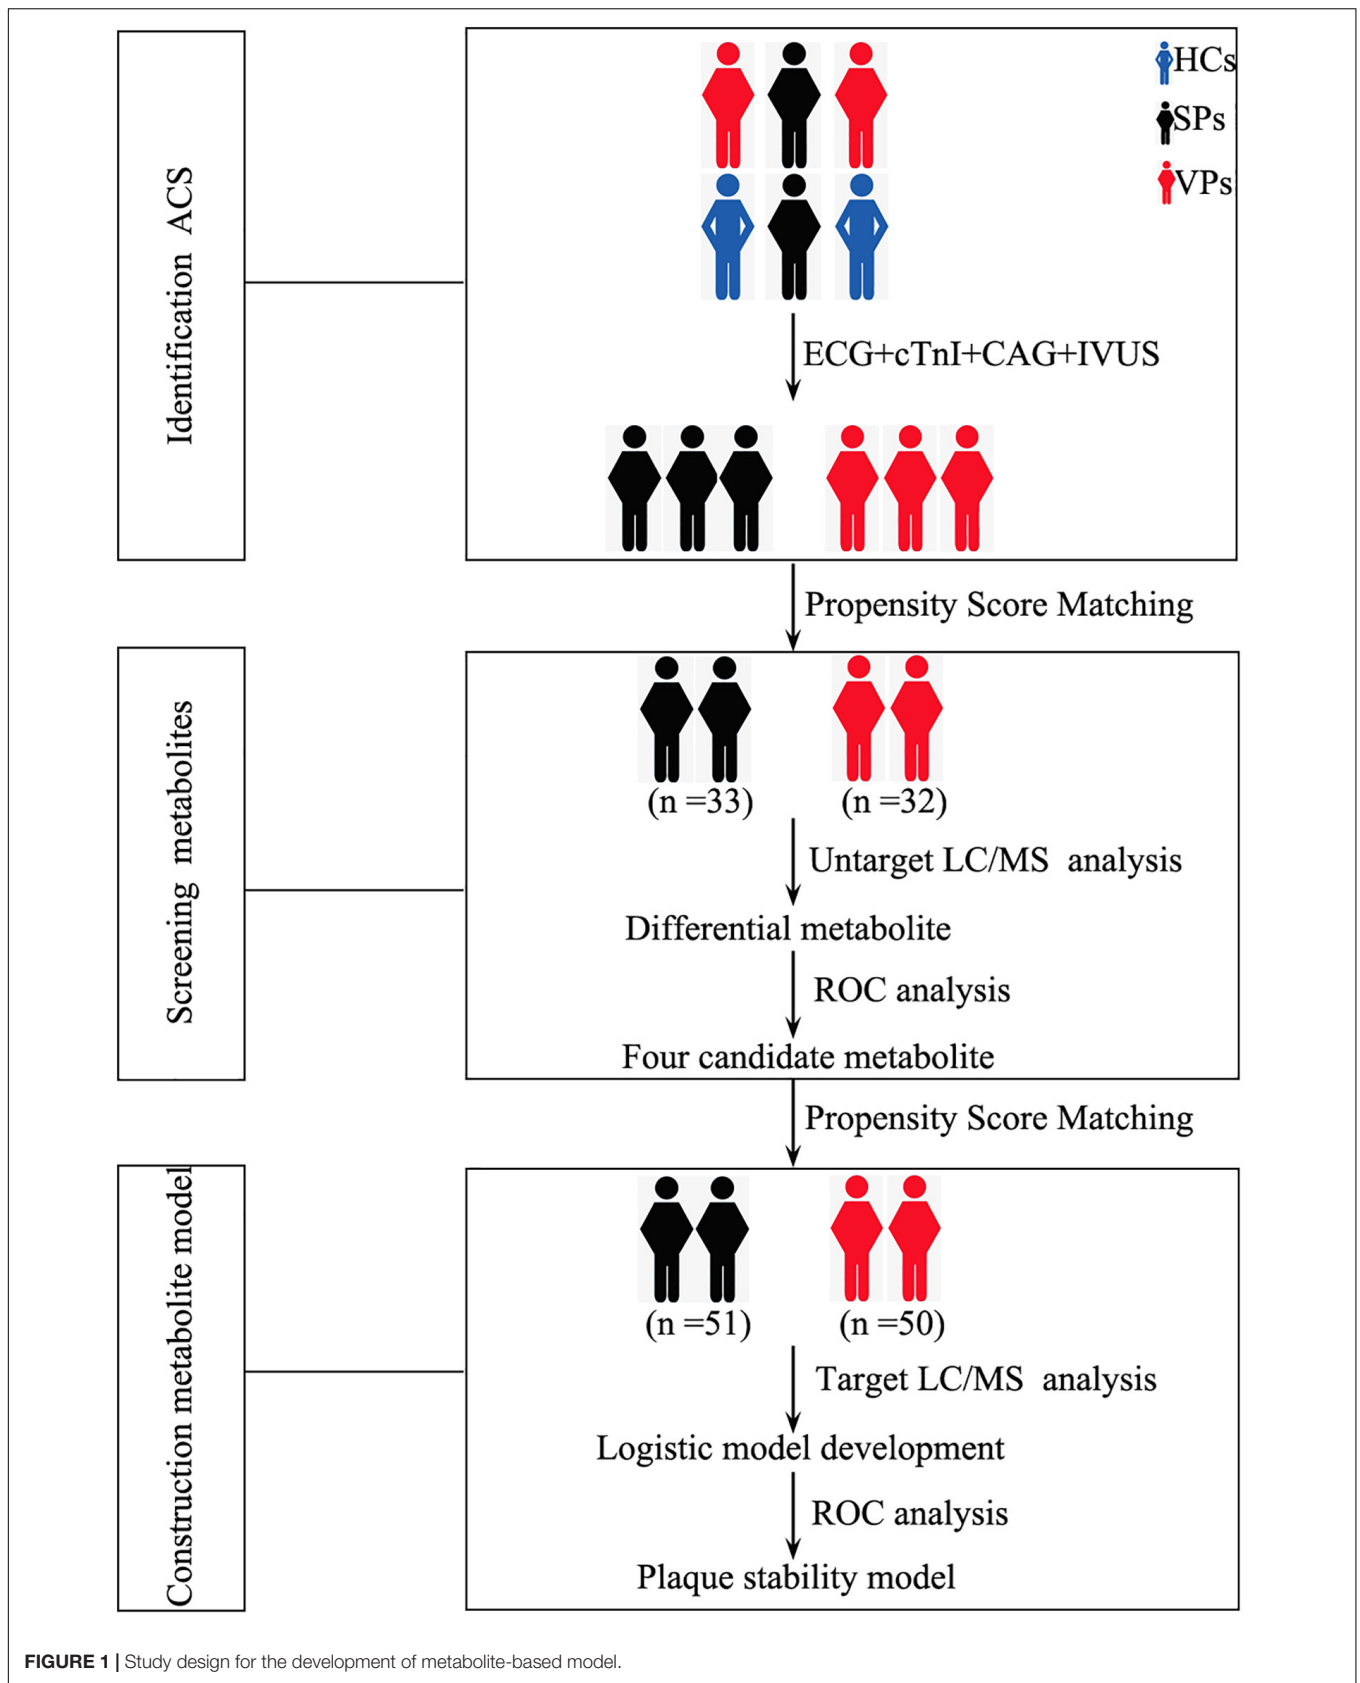 HCs
SPs
VPs
Identification ACS
ECG+cTnI+CAG+IVUS
Propensity Score Matching
Screening metabolites
(n =33) (n =32)
Untarget LC/MS analysis
Differential metabolite
ROC analysis
Four candidate metabolite
Propensity Score Matching
Construction metabolite model
(n =51) (n =50)
Target LC/MS analysis
Logistic model development
ROC analysis
Plaque stability model
FIGURE 1 | Study design for the development of metabolite-based model.